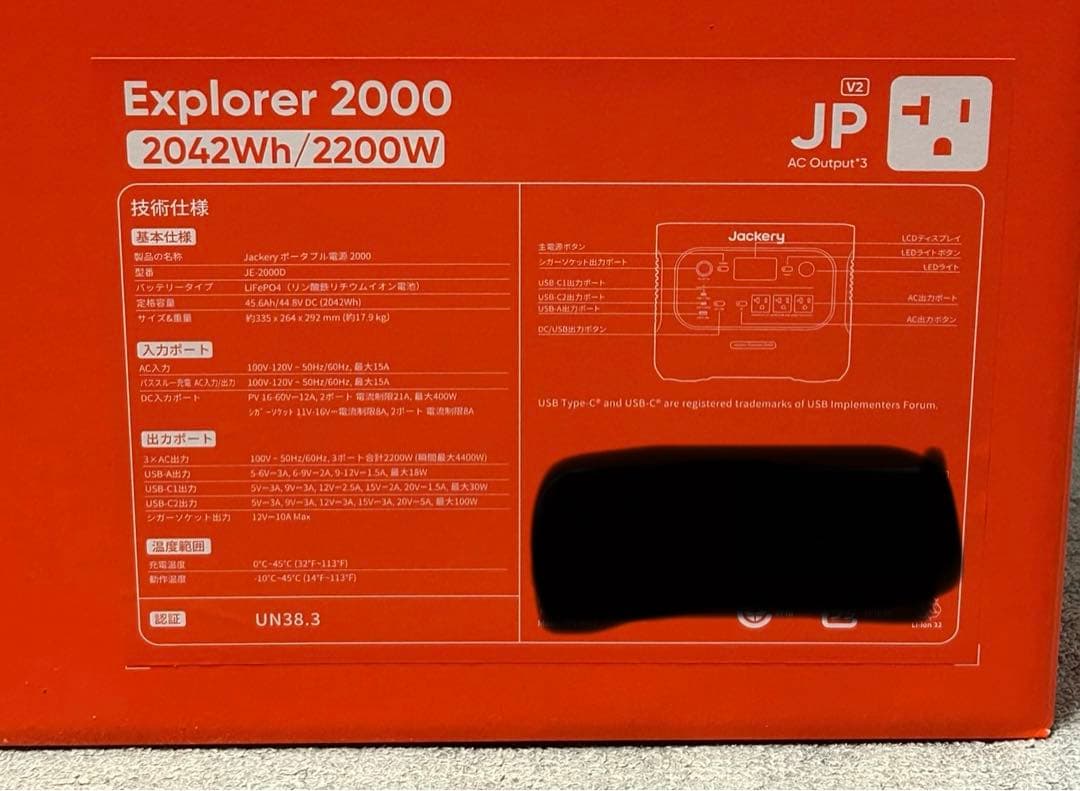 Explorer 2000
2042Wh/2200W
V2
JP
AC Output*3
技術仕様
基本仕様
製品の名称 Jackery ポータブル電源 2000
型番 JE-2000D
バッテリータイプ LiFePO4（リン酸鉄リチウムイオン電池）
定格容量 45.6Ah/44.8V DC (2042Wh)
サイズ&重量 約335 x 264 x 292 mm (約17.9 kg)
入力ポート
AC入力 100V-120V ~ 50Hz/60Hz, 最大15A
パススルー充電 AC入力/出力 100V-120V ~ 50Hz/60Hz, 最大15A
DC入力ポート PV 16-60V⎓12A, 2ポート 電流制限21A, 最大400W
シガーソケット 11V-16V⎓電流制限8A, 2ポート 電流制限8A
出力ポート
3×AC出力 100V ~ 50Hz/60Hz, 3ポート合計2200W (瞬間最大4400W)
USB-A出力 5-6V⎓3A, 6-9V⎓2A, 9-12V⎓1.5A, 最大18W
USB-C1出力 5V⎓3A, 9V⎓3A, 12V⎓2.5A, 15V⎓2A, 20V⎓1.5A, 最大30W
USB-C2出力 5V⎓3A, 9V⎓3A, 12V⎓3A, 15V⎓3A, 20V⎓5A, 最大100W
シガーソケット出力 12V⎓10A Max
温度範囲
充電温度 0°C~45°C (32°F~113°F)
動作温度 -10°C~45°C (14°F~113°F)
認証 UN38.3
Jackery
主電源ボタン
シガーソケット出力ポート
USB-C1出力ポート
USB-C2出力ポート
USB-A出力ポート
DC/USB出力ボタン
LCDディスプレイ
LEDライトボタン
LEDライト
AC出力ポート
AC出力ボタン
USB Type-C® and USB-C® are registered trademarks of USB Implementers Forum.
Li-ion 22